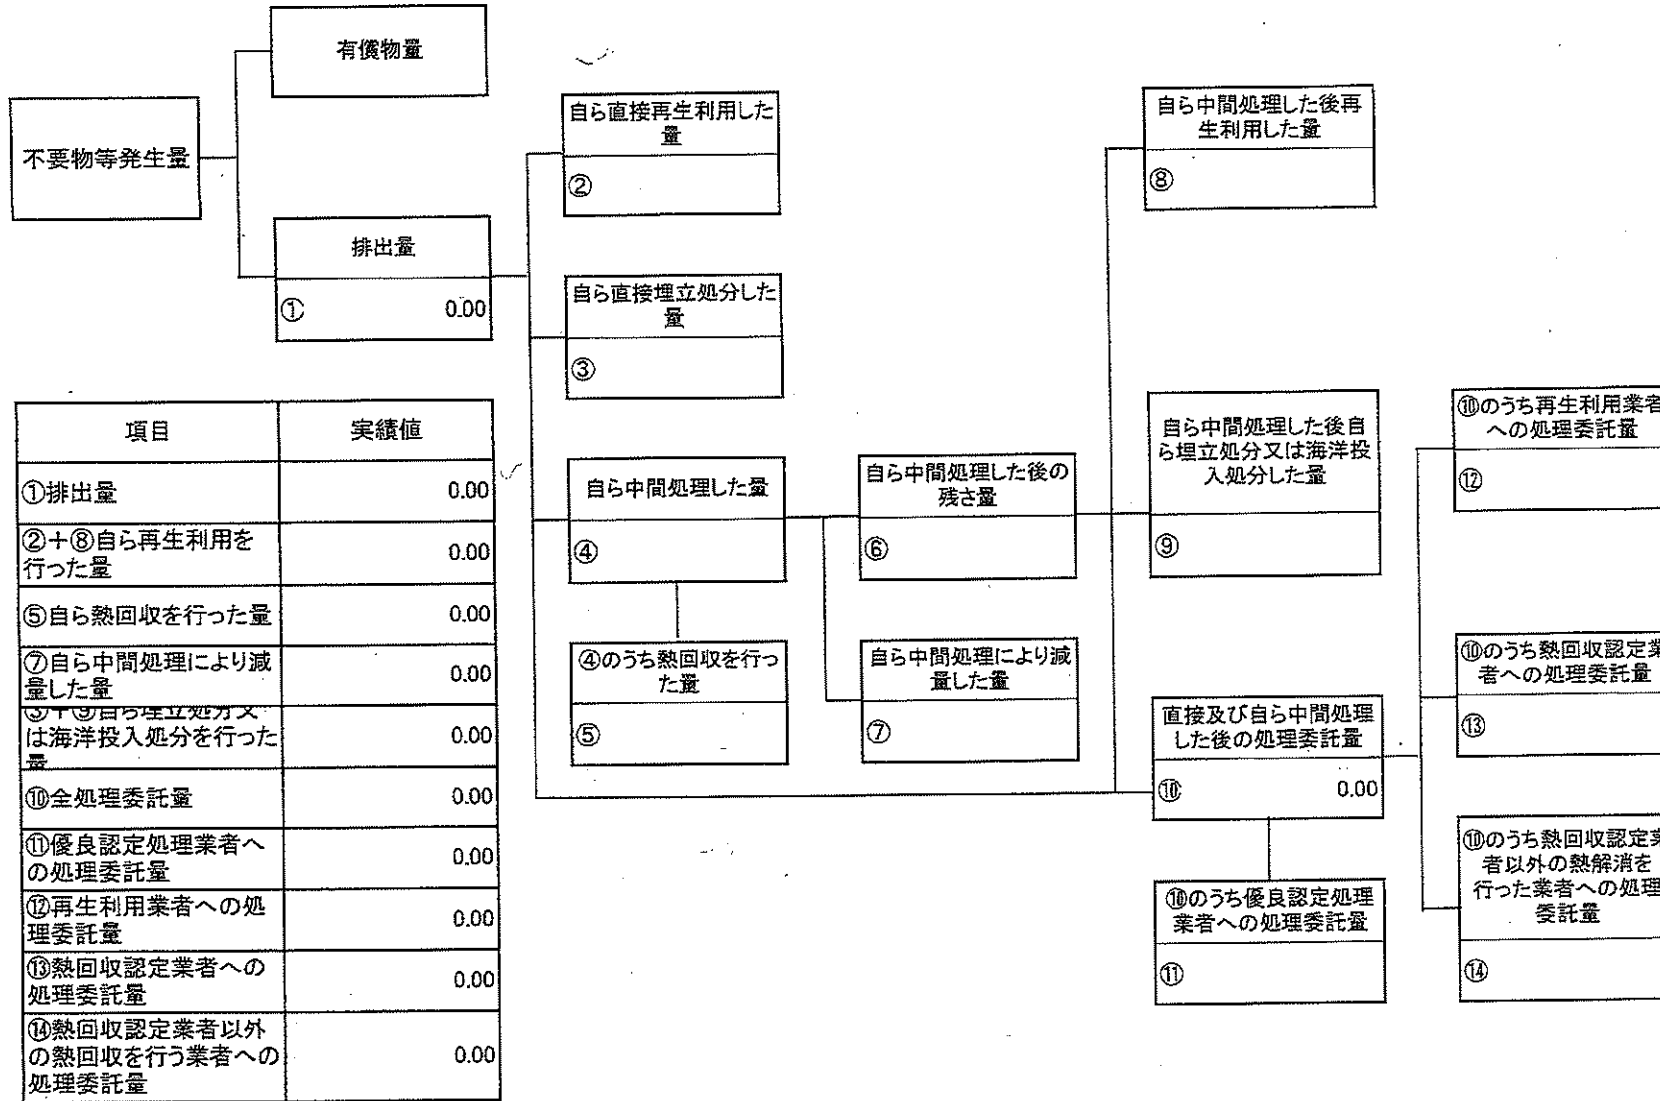 有償物量
不要物等発生量
排出量
① 0.00
自ら直接再生利用した
量
②
自ら直接埋立処分した
量
③
自ら中間処理した量
④
④のうち熱回収を行っ
た量
⑤
自ら中間処理した後の
残さ量
⑥
自ら中間処理により減
量した量
⑦
自ら中間処理した後再
生利用した量
⑧
自ら中間処理した後自
ら埋立処分又は海洋投
入処分した量
⑨
直接及び自ら中間処理
した後の処理委託量
⑩ 0.00
⑩のうち優良認定処理
業者への処理委託量
⑪
⑩のうち再生利用業者
への処理委託量
⑫
⑩のうち熱回収認定業
者への処理委託量
⑬
⑩のうち熱回収認定業
者以外の熱解消を
行った業者への処理
委託量
⑭
項目 実績値
①排出量 0.00
②+⑧自ら再生利用を
行った量 0.00
⑤自ら熱回収を行った量 0.00
⑦自ら中間処理により減
量した量 0.00
③+⑨自ら埋立処分又
は海洋投入処分を行った
量 0.00
⑩全処理委託量 0.00
⑪優良認定処理業者へ
の処理委託量 0.00
⑫再生利用業者への処
理委託量 0.00
⑬熱回収認定業者への
処理委託量 0.00
⑭熱回収認定業者以外
の熱回収を行う業者への
処理委託量 0.00